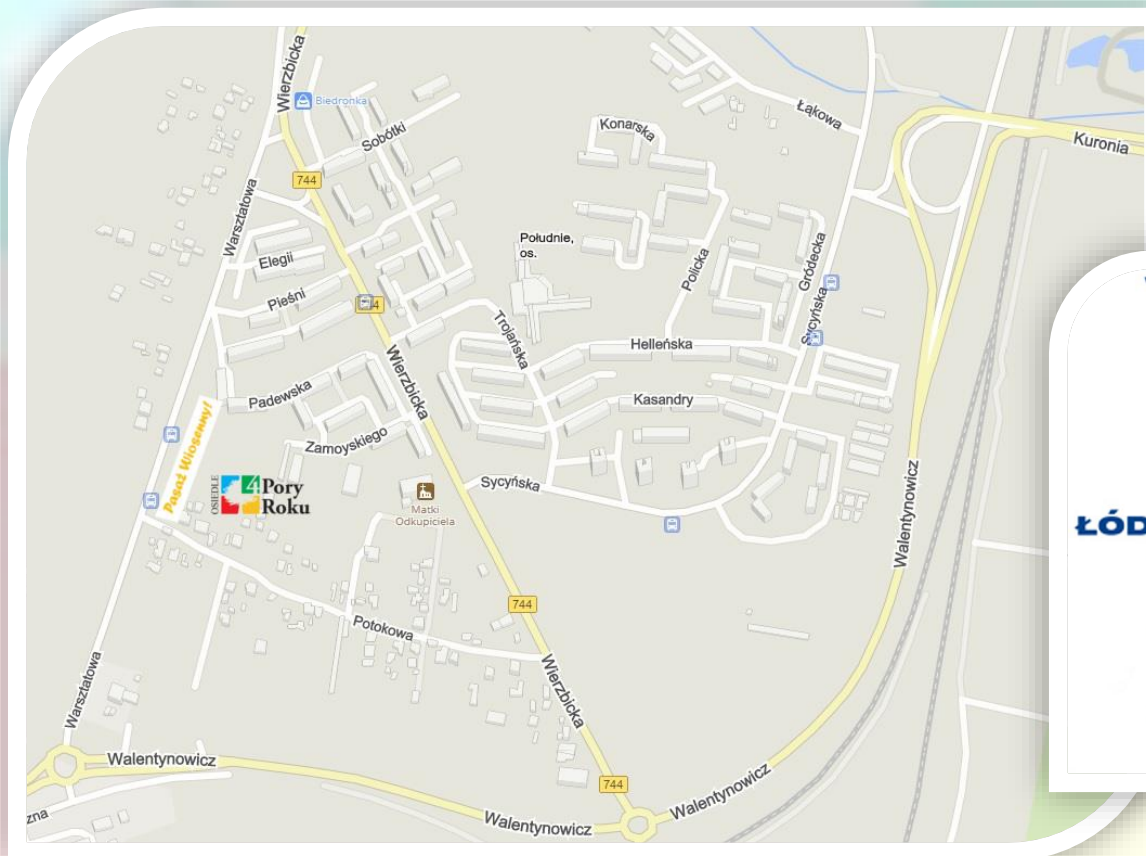 Wierzbicka
Biedronka
Sobótki
744
Warsztatowa
Elegii
Pieśni
Południe,
os.
Konarska
Łąkowa
Kuronia
Policka
Gródecka
Sycyńska
Trojańska
Helleńska
Kasandry
Wierzbicka
Padewska
Zamoyskiego
Pasaż Wiosenny!
OSIEDLE
4 Pory
Roku
Matki
Odkupiciela
Sycyńska
Walentynowicz
ŁÓD
744
Potokowa
Wierzbicka
Warsztatowa
Walentynowicz
744
Walentynowicz
Walentynowicz
zna